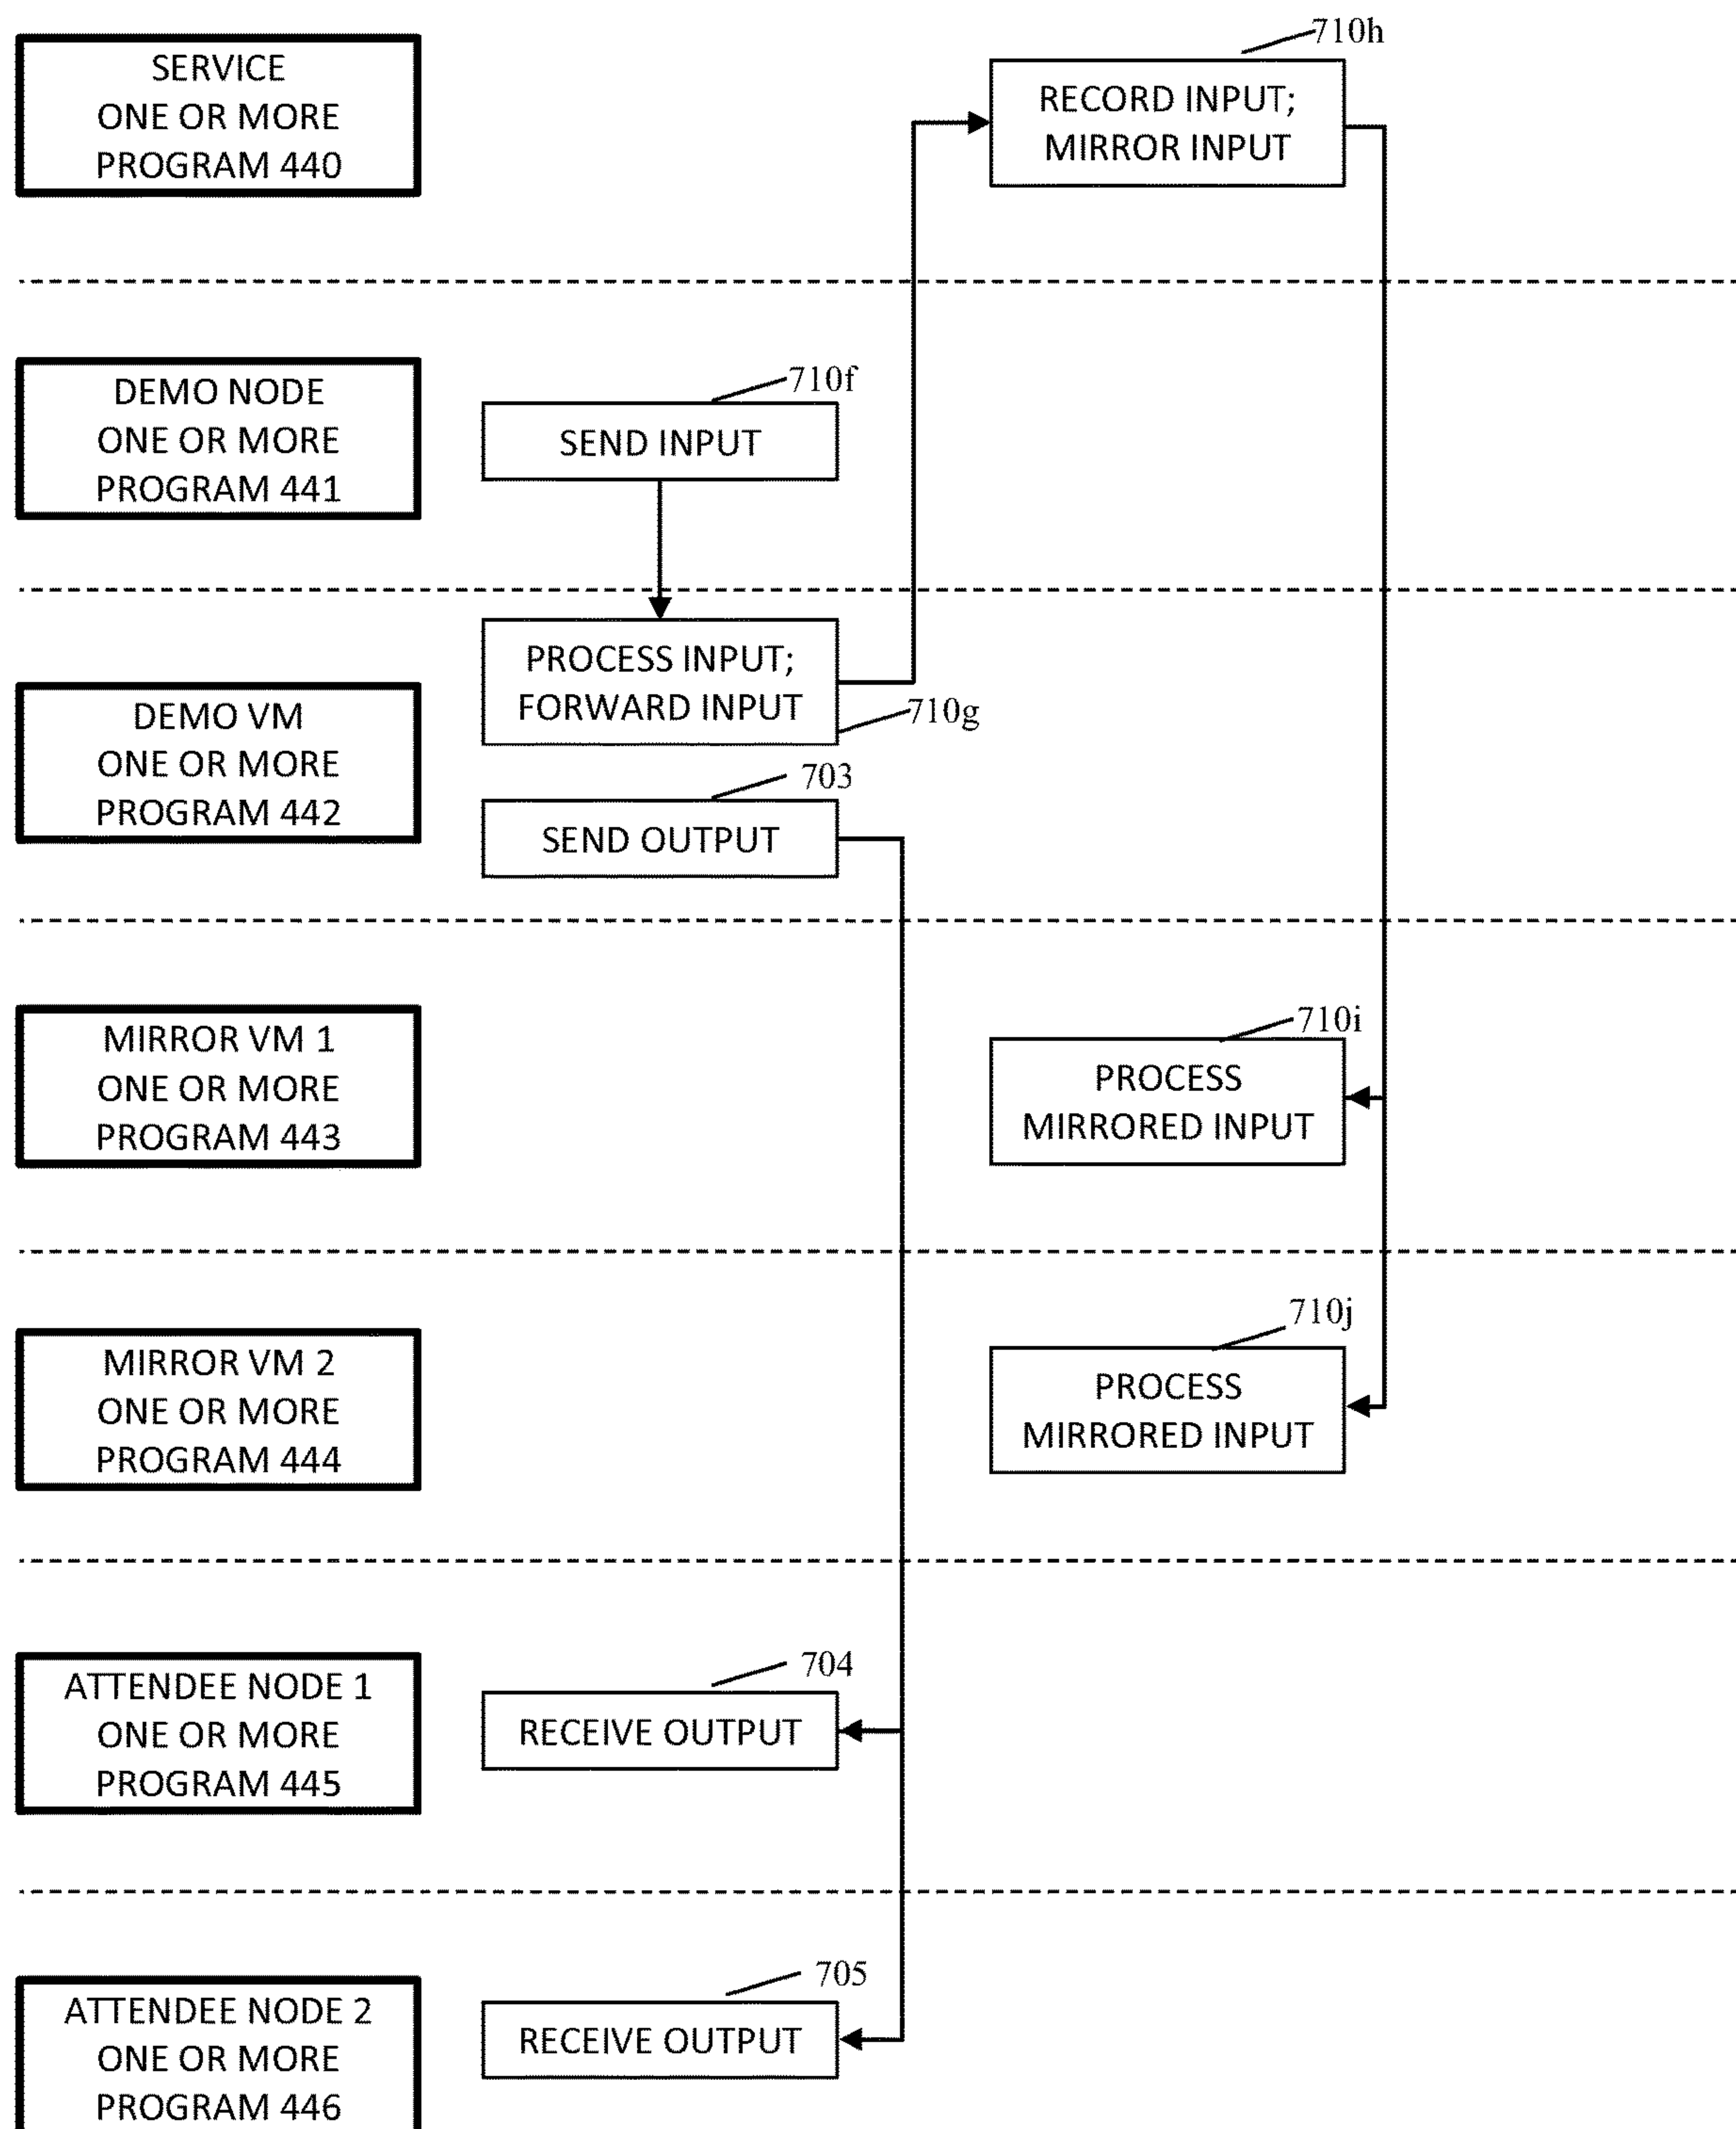 SERVICE
ONE OR MORE
PROGRAM 440
710h
RECORD INPUT;
MIRROR INPUT
DEMO NODE
ONE OR MORE
PROGRAM 441
710f
SEND INPUT
DEMO VM
ONE OR MORE
PROGRAM 442
PROCESS INPUT;
FORWARD INPUT
710g
703
SEND OUTPUT
MIRROR VM 1
ONE OR MORE
PROGRAM 443
710i
PROCESS
MIRRORED INPUT
MIRROR VM 2
ONE OR MORE
PROGRAM 444
710j
PROCESS
MIRRORED INPUT
ATTENDEE NODE 1
ONE OR MORE
PROGRAM 445
704
RECEIVE OUTPUT
ATTENDEE NODE 2
ONE OR MORE
PROGRAM 446
705
RECEIVE OUTPUT